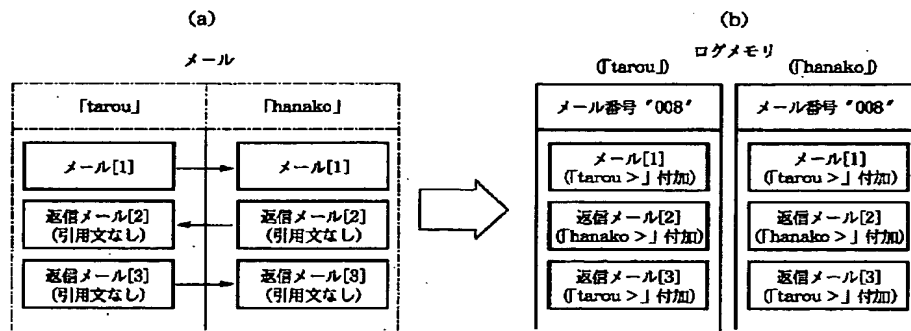 (a)
メール
「tarou」
「hanako」
メール[1]
メール[1]
返信メール[2]
(引用文なし)
返信メール[2]
(引用文なし)
返信メール[3]
(引用文なし)
返信メール[3]
(引用文なし)
(b)
ログメモリ
(「tarou」)
(「hanako」)
メール番号 "008"
メール番号 "008"
メール[1]
(「tarou >」付加)
メール[1]
(「tarou >」付加)
返信メール[2]
(「hanako >」付加)
返信メール[2]
(「hanako >」付加)
返信メール[3]
(「tarou >」付加)
返信メール[3]
(「tarou >」付加)